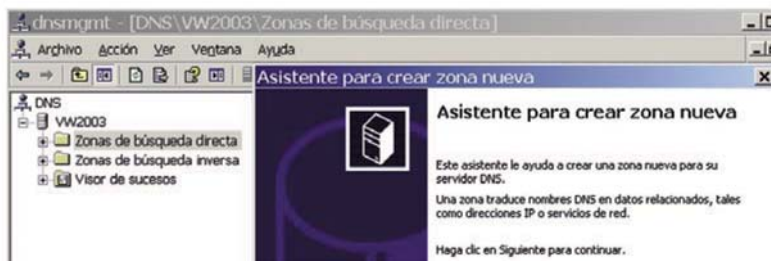 dnsmgmt - [DNS\VW2003\Zonas de búsqueda directa]
Archivo Acción Ver Ventana Ayuda
Asistente para crear zona nueva
DNS
VW2003
Zonas de búsqueda directa
Zonas de búsqueda inversa
Visor de sucesos
Asistente para crear zona nueva
Este asistente le ayuda a crear una zona nueva para su
servidor DNS.
Una zona traduce nombres DNS en datos relacionados, tales
como direcciones IP o servicios de red.
Haga clic en Siguiente para continuar.